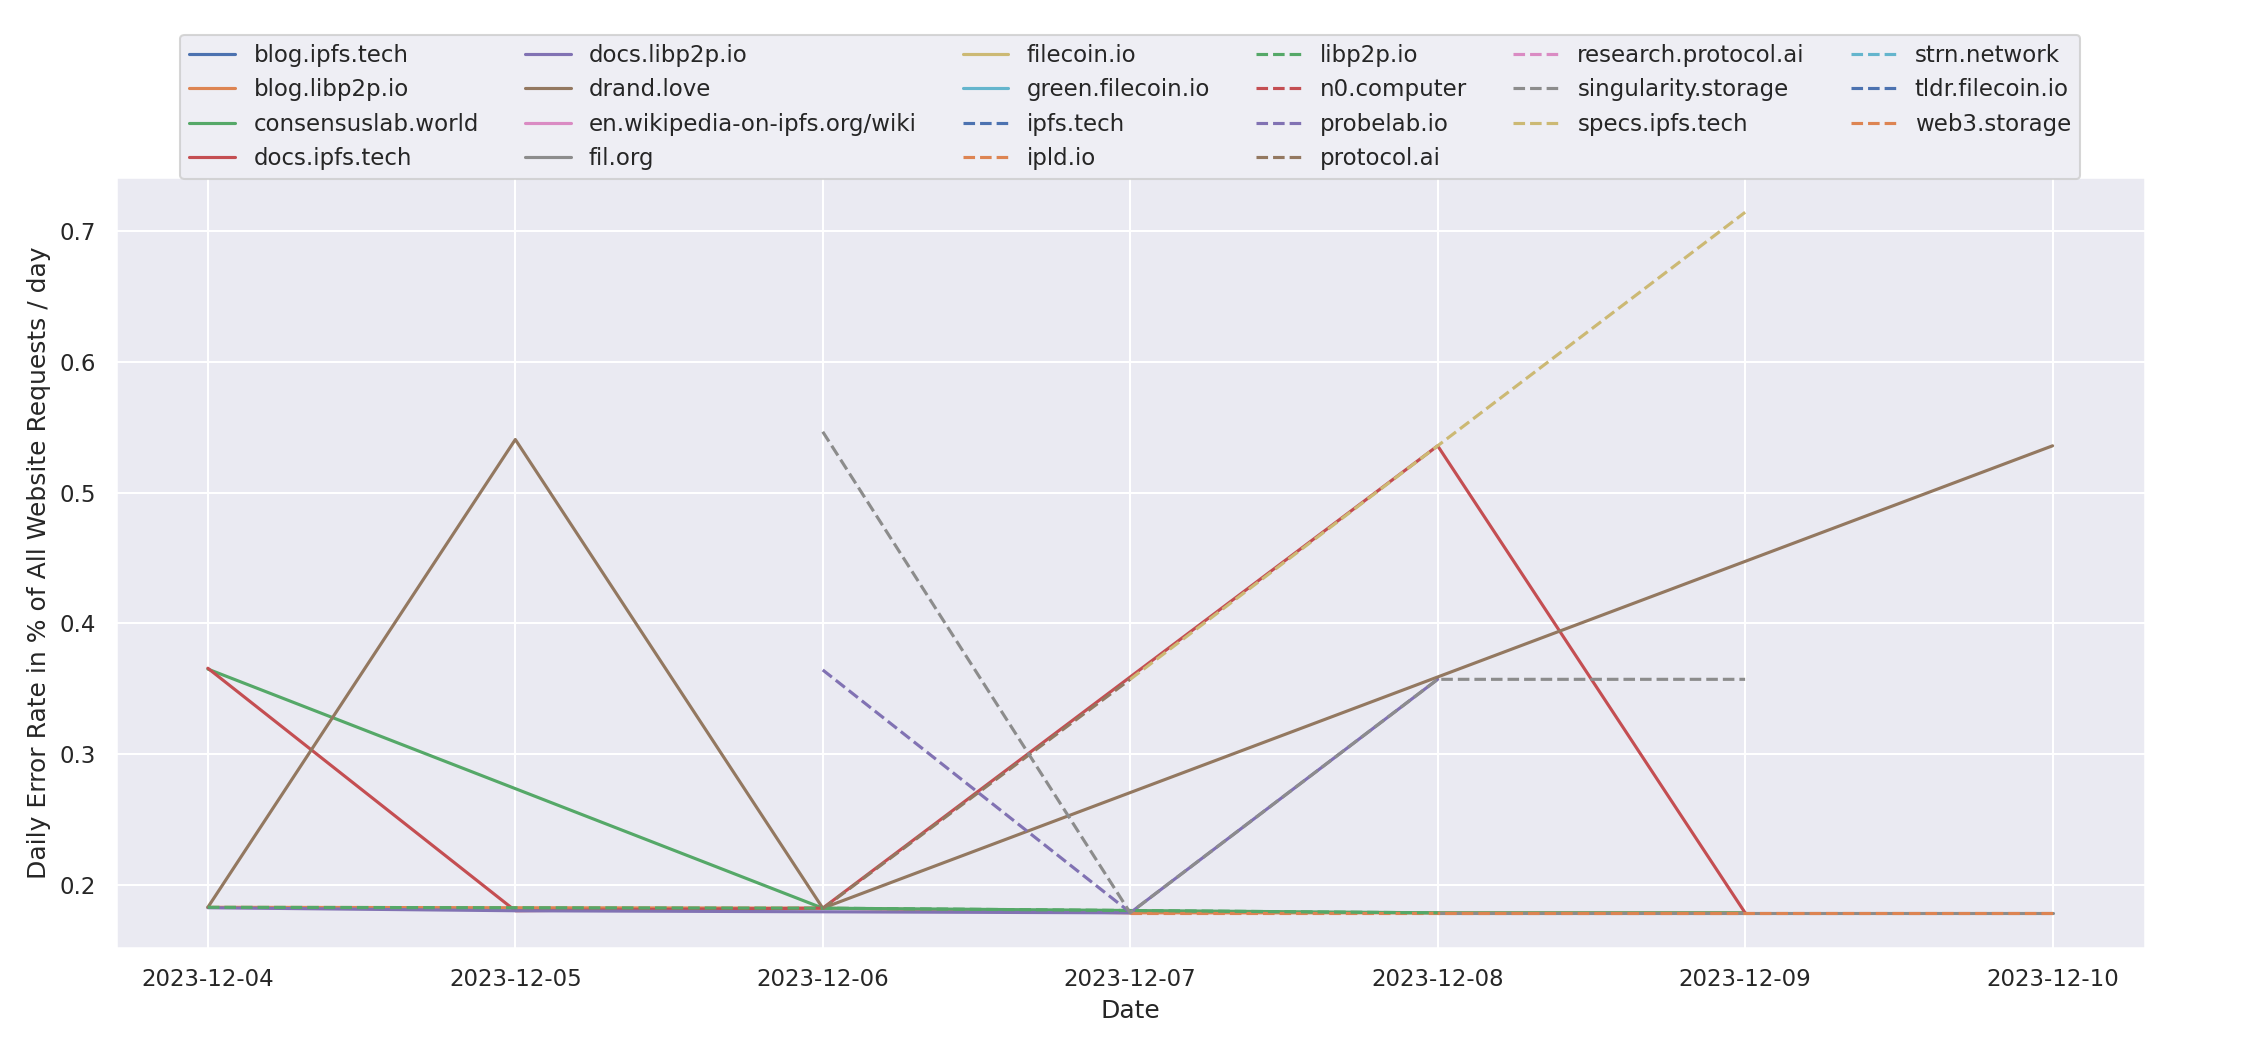 blog.ipfs.tech
blog.libp2p.io
consensuslab.world
docs.ipfs.tech
docs.libp2p.io
drand.love
en.wikipedia-on-ipfs.org/wiki
fil.org
filecoin.io
green.filecoin.io
ipfs.tech
ipld.io
libp2p.io
n0.computer
probelab.io
protocol.ai
research.protocol.ai
singularity.storage
specs.ipfs.tech
strn.network
tldr.filecoin.io
web3.storage
Daily Error Rate in % of All Website Requests / day
0.7
0.6
0.5
0.4
0.3
0.2
2023-12-04
2023-12-05
2023-12-06
2023-12-07
2023-12-08
2023-12-09
2023-12-10
Date